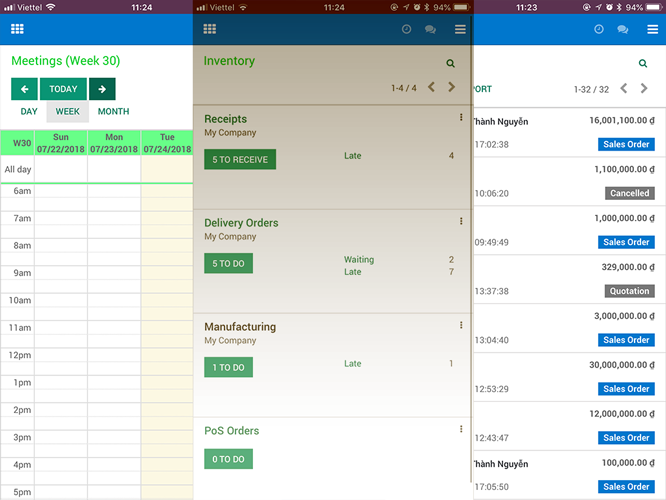 Viettel 11:24
Meetings (Week 30)
TODAY
DAY WEEK MONTH
W30 Sun 07/22/2018 Mon 07/23/2018 Tue 07/24/2018
All day
6am
7am
8am
9am
10am
11am
12pm
1pm
2pm
3pm
4pm
5pm
Viettel 11:24 94%
Inventory
1-4 / 4
Receipts
My Company
5 TO RECEIVE
Late 4
Delivery Orders
My Company
5 TO DO
Waiting 2
Late 7
Manufacturing
My Company
1 TO DO
Late 1
PoS Orders
0 TO DO
11:23 94%
PORT 1-32 / 32
Thành Nguyễn 16,001,100.00 ₫
17:02:38 Sales Order
1,100,000.00 ₫
10:06:20 Cancelled
1,000,000.00 ₫
09:49:49 Sales Order
329,000.00 ₫
13:37:38 Quotation
3,000,000.00 ₫
13:04:40 Sales Order
30,000,000.00 ₫
12:53:29 Sales Order
12,000,000.00 ₫
12:43:47 Sales Order
Thành Nguyễn 100,000.00 ₫
17:05:50 Sales Order